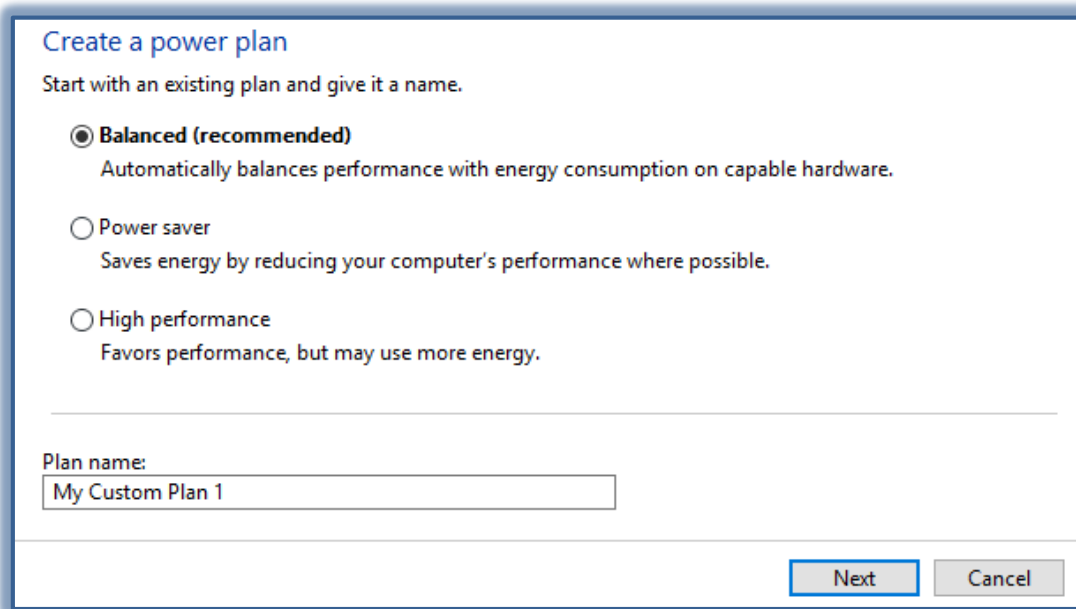 Create a power plan
Start with an existing plan and give it a name.
Balanced (recommended)
Automatically balances performance with energy consumption on capable hardware.
Power saver
Saves energy by reducing your computer's performance where possible.
High performance
Favors performance, but may use more energy.
Plan name:
My Custom Plan 1
Next Cancel